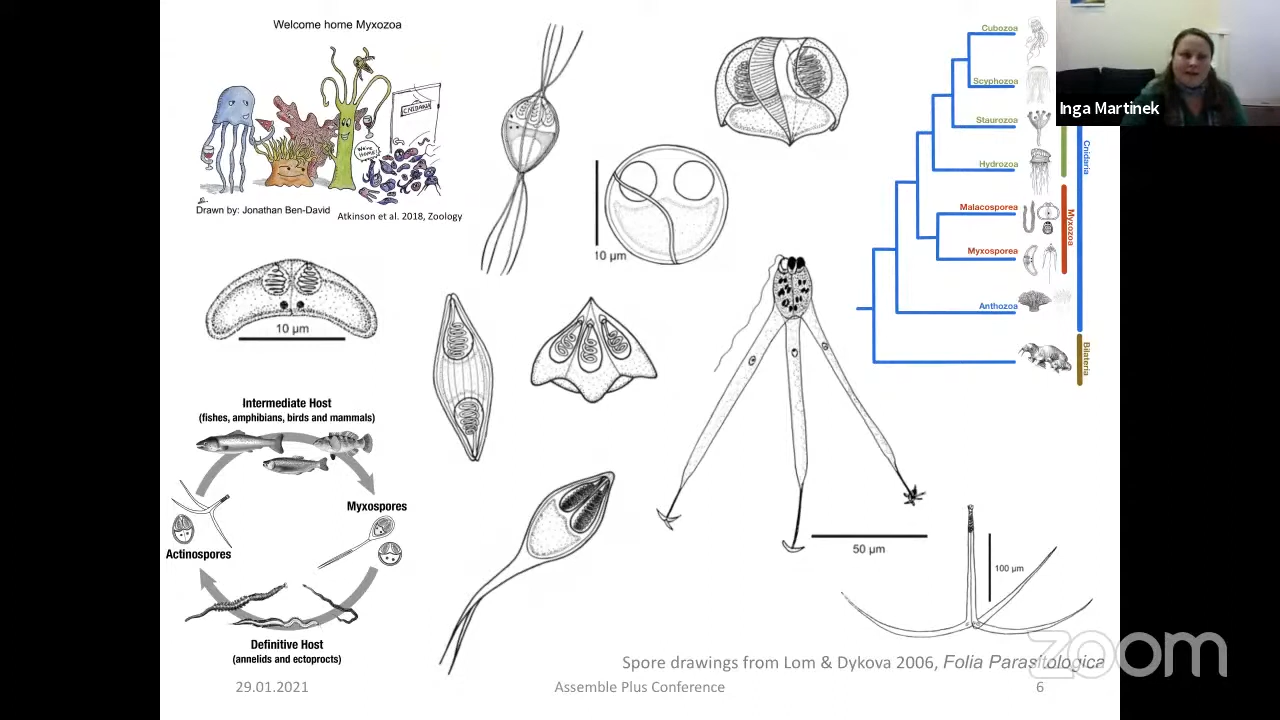 Welcome home Myxozoa
CNIDARIA
We're
HOME!
Drawn by: Jonathan Ben-David
Atkinson et al. 2018, Zoology
10 µm
10 µm
Intermediate Host
(fishes, amphibians, birds and mammals)
Myxospores
Actinospores
Definitive Host
(annelids and ectoprocts)
50 µm
100 µm
Cubozoa
Scyphozoa
Staurozoa
Hydrozoa
Malacosporea
Myxosporea
Anthozoa
Cnidaria
Myxozoa
Bilateria
Inga Martinek
Spore drawings from Lom & Dykova 2006, Folia Parasitologica
zoom
29.01.2021
Assemble Plus Conference
6